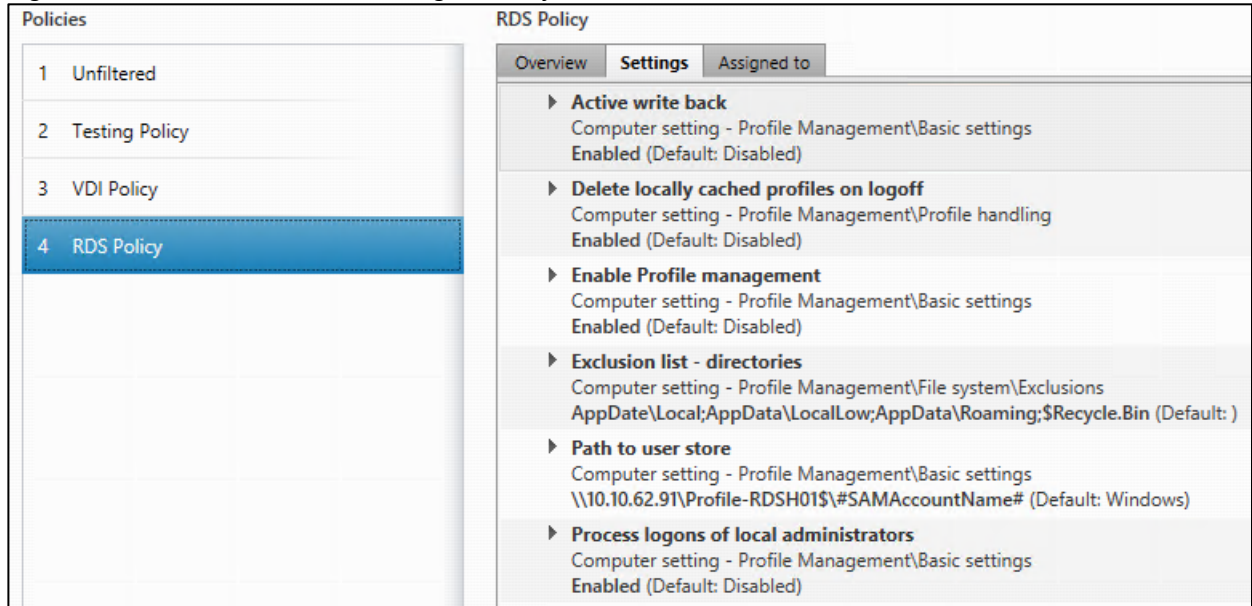 Policies
RDS Policy
1 Unfiltered
2 Testing Policy
3 VDI Policy
4 RDS Policy
Overview Settings Assigned to
Active write back
Computer setting - Profile Management\Basic settings
Enabled (Default: Disabled)
Delete locally cached profiles on logoff
Computer setting - Profile Management\Profile handling
Enabled (Default: Disabled)
Enable Profile management
Computer setting - Profile Management\Basic settings
Enabled (Default: Disabled)
Exclusion list - directories
Computer setting - Profile Management\File system\Exclusions
AppDate\Local;AppData\LocalLow;AppData\Roaming;$Recycle.Bin (Default: )
Path to user store
Computer setting - Profile Management\Basic settings
\\10.10.62.91\Profile-RDSH01$\#SAMAccountName# (Default: Windows)
Process logons of local administrators
Computer setting - Profile Management\Basic settings
Enabled (Default: Disabled)